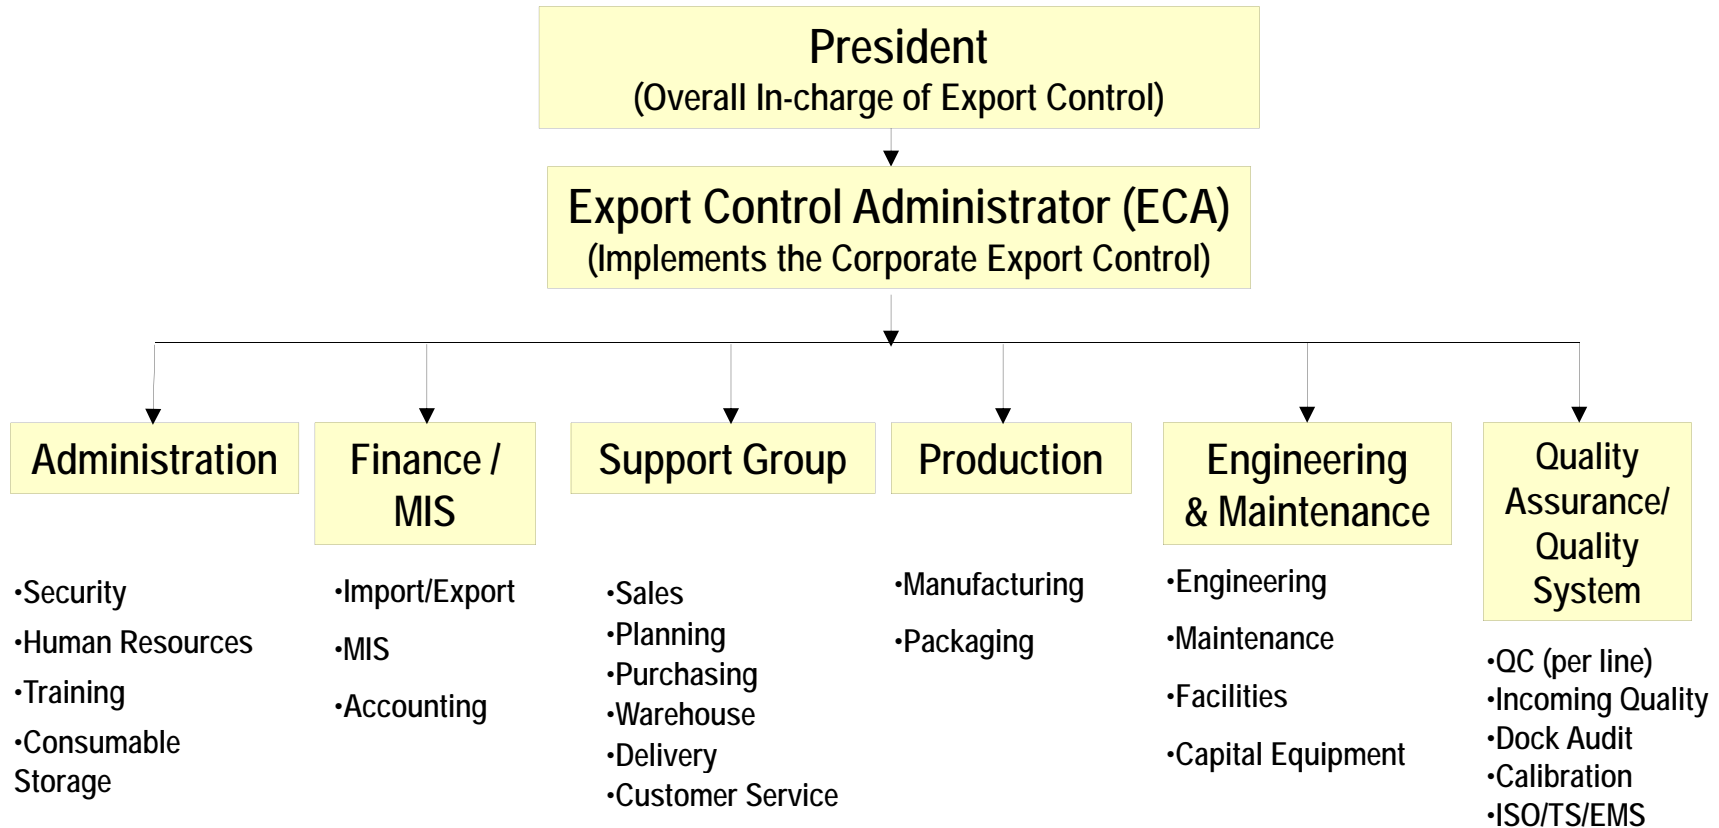 President
(Overall In-charge of Export Control)
Export Control Administrator (ECA)
(Implements the Corporate Export Control)
Administration
•Security
•Human Resources
•Training
•Consumable
Storage
Finance /
MIS
•Import/Export
•MIS
•Accounting
Support Group
•Sales
•Planning
•Purchasing
•Warehouse
•Delivery
•Customer Service
Production
•Manufacturing
•Packaging
Engineering
& Maintenance
•Engineering
•Maintenance
•Facilities
•Capital Equipment
Quality
Assurance/
Quality
System
•QC (per line)
•Incoming Quality
•Dock Audit
•Calibration
•ISO/TS/EMS